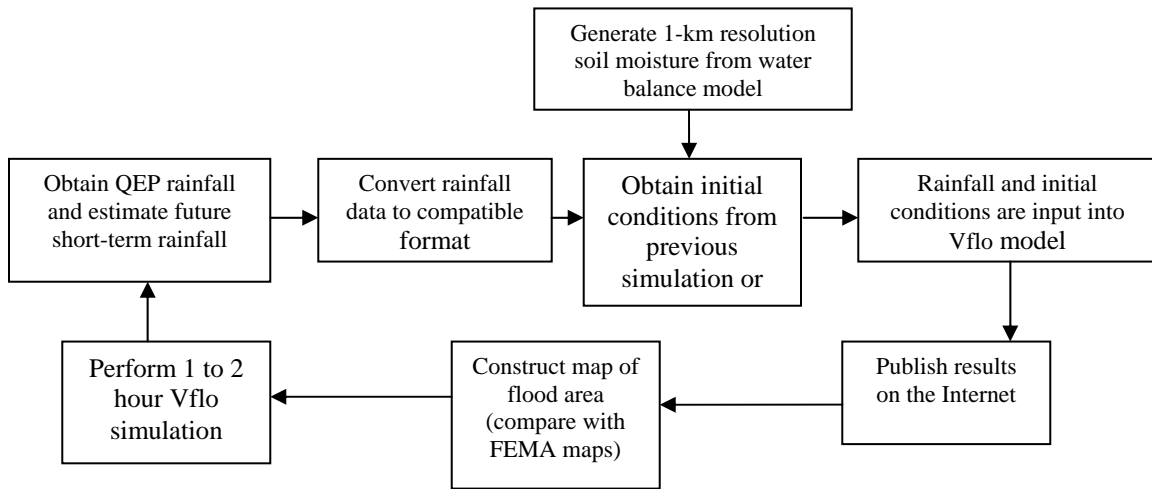 Generate 1-km resolution
soil moisture from water
balance model
Obtain QEP rainfall
and estimate future
short-term rainfall
Convert rainfall
data to compatible
format
Obtain initial
conditions from
previous
simulation or
Rainfall and initial
conditions are input into
Vflo model
Perform 1 to 2
hour Vflo
simulation
Construct map of
flood area
(compare with
FEMA maps)
Publish results
on the Internet